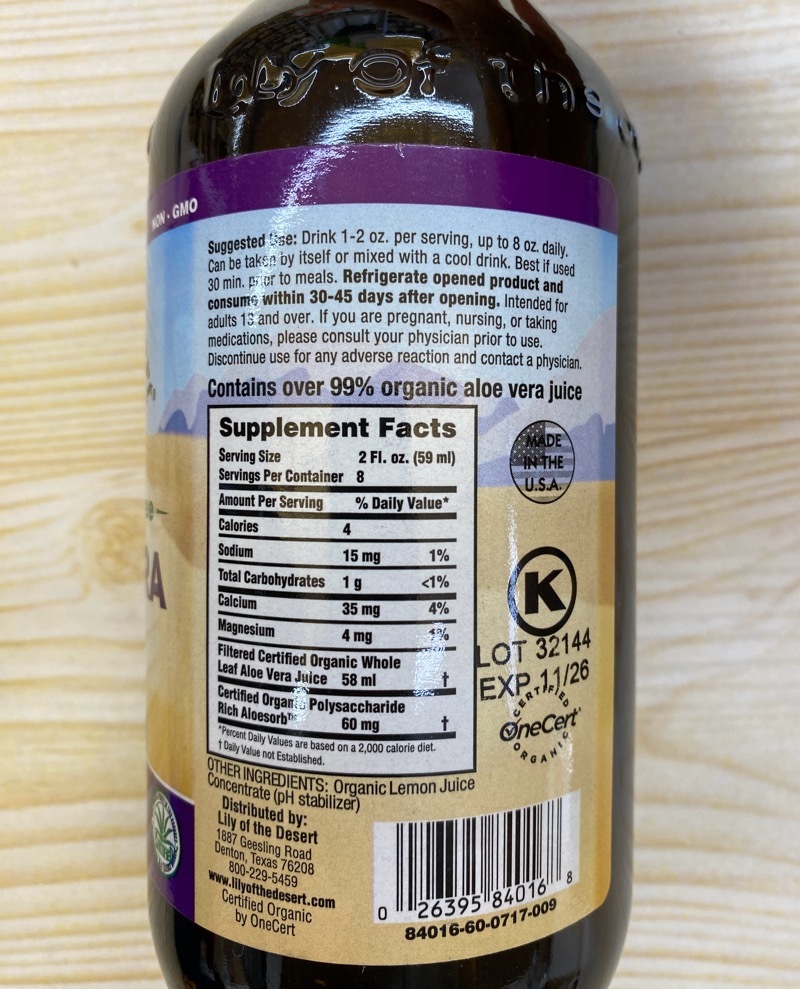 Lily of the
NON - GMO
Suggested Use: Drink 1-2 oz. per serving, up to 8 oz. daily.
Can be taken by itself or mixed with a cool drink. Best if used
30 min. prior to meals. Refrigerate opened product and
consume within 30-45 days after opening. Intended for
adults 13 and over. If you are pregnant, nursing, or taking
medications, please consult your physician prior to use.
Discontinue use for any adverse reaction and contact a physician.
Contains over 99% organic aloe vera juice
Supplement Facts
Serving Size 2 Fl. oz. (59 ml)
Servings Per Container 8
Amount Per Serving % Daily Value*
Calories 4
Sodium 15 mg 1%
Total Carbohydrates 1 g <1%
Calcium 35 mg 4%
Magnesium 4 mg 1%
Filtered Certified Organic Whole
Leaf Aloe Vera Juice 58 ml †
Certified Organic Polysaccharide
Rich Aloesorb™ 60 mg †
*Percent Daily Values are based on a 2,000 calorie diet.
† Daily Value not Established.
OTHER INGREDIENTS: Organic Lemon Juice
Concentrate (pH stabilizer)
Distributed by:
Lily of the Desert
1887 Geesling Road
Denton, Texas 76208
800-229-5459
www.lilyofthedesert.com
Certified Organic
by OneCert
MADE
IN THE
U.S.A.
K
LOT 32144
EXP 11/26
CERTIFIED
OneCert
ORGANIC
0 26395 84016 8
84016-60-0717-009
RA